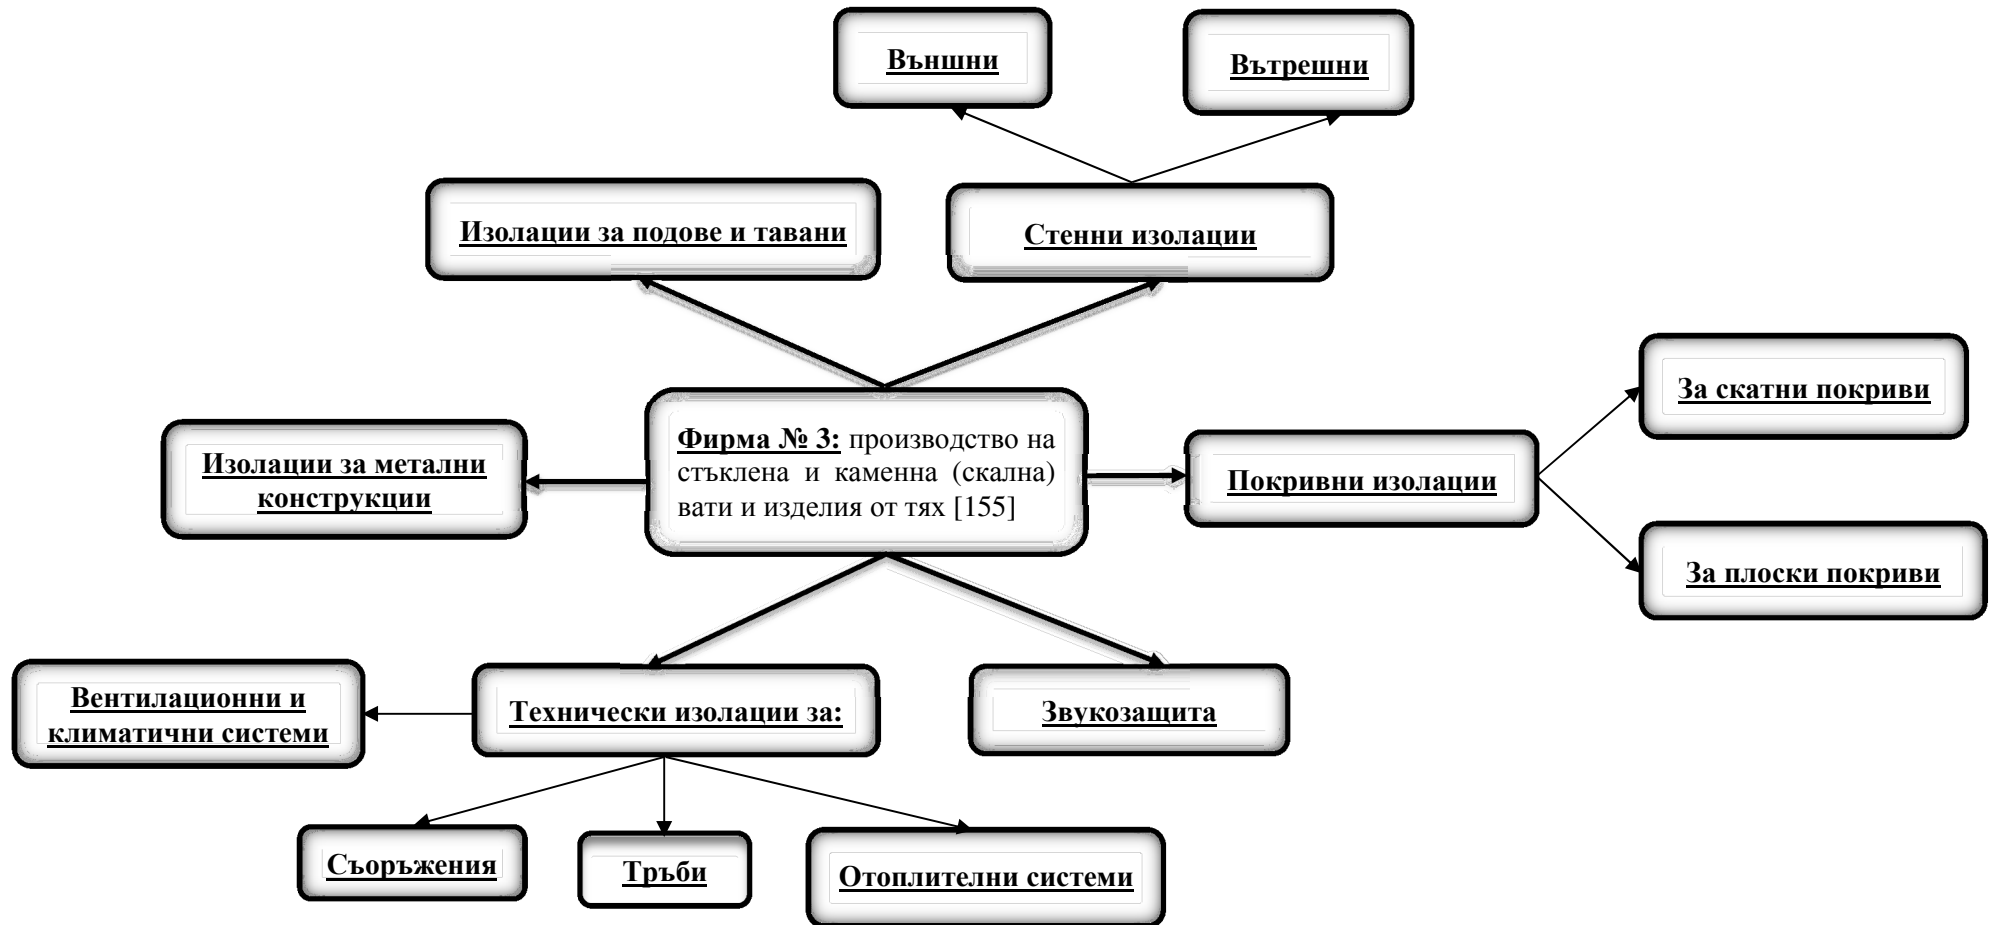 Външни
Вътрешни
Изолации за подове и тавани
Стенни изолации
За скатни покриви
Фирма № 3: производство на
стъклена и каменна (скална)
вати и изделия от тях [155]
Изолации за метални
конструкции
Покривни изолации
За плоски покриви
Вентилационни и
климатични системи
Технически изолации за:
Звукозащита
Съоръжения
Тръби
Отоплителни системи